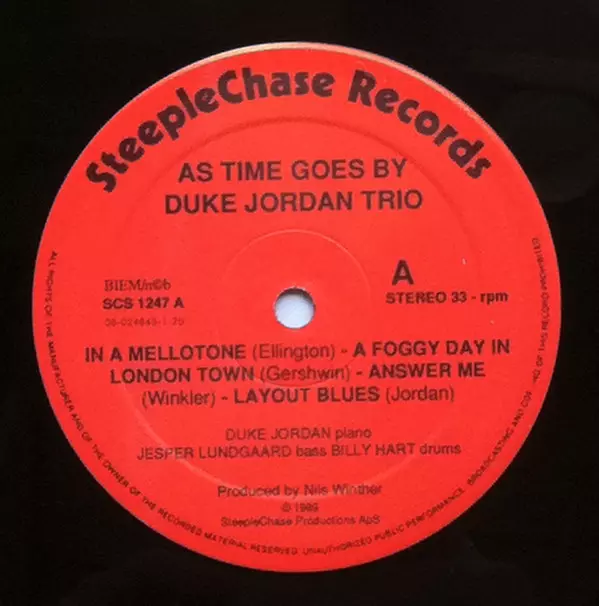 SteepleChase Records
AS TIME GOES BY
DUKE JORDAN TRIO
BIEM/n©b
SCS 1247 A
A
STEREO 33 - rpm
IN A MELLOTONE (Ellington) - A FOGGY DAY IN
LONDON TOWN (Gershwin) - ANSWER ME
(Winkler) - LAYOUT BLUES (Jordan)
DUKE JORDAN piano
JESPER LUNDGAARD bass BILLY HART drums
Produced by Nils Winther
SteepleChase Productions ApS
ALL RIGHTS OF THE MANUFACTURER AND OF THE OWNER OF THE RECORDED MATERIAL RESERVED. UNAUTHORIZED PUBLIC PERFORMANCE, BROADCASTING AND OF THIS RECORD PROHIBITED